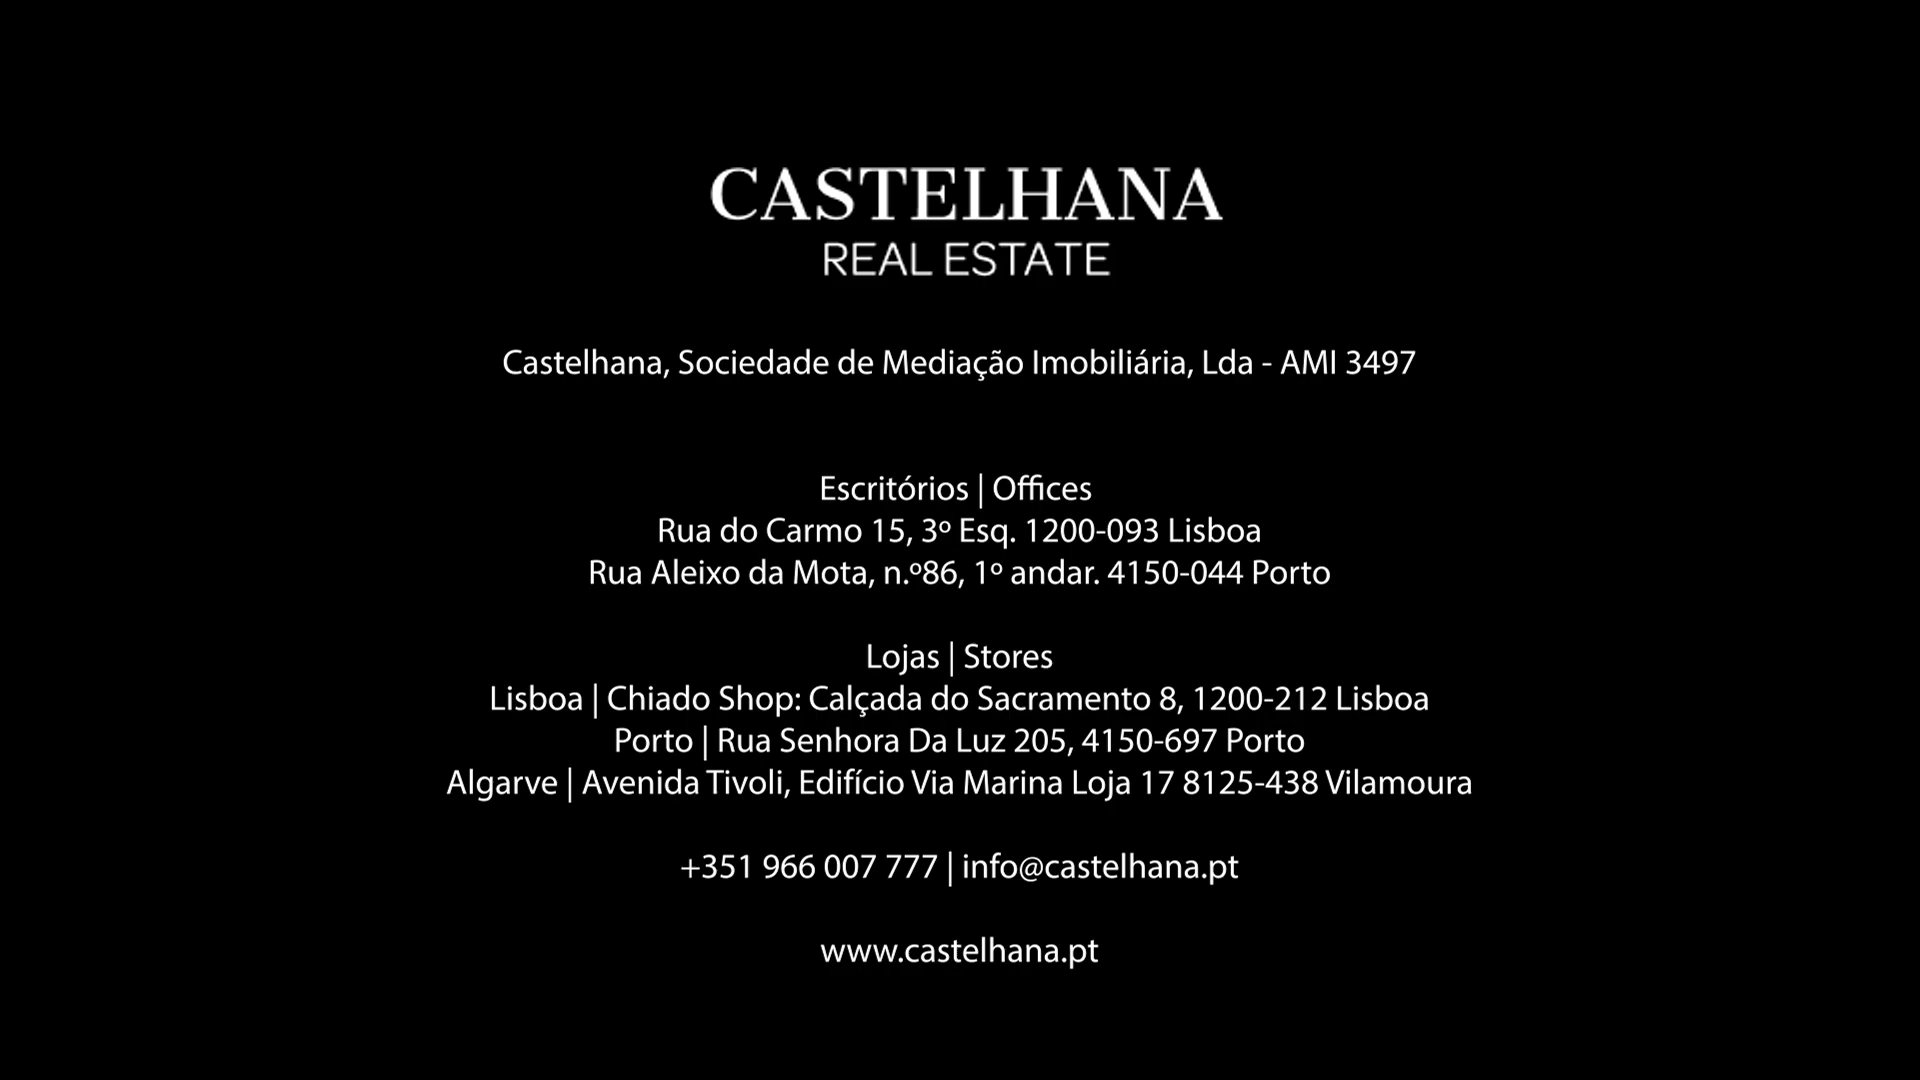 CASTELHANA
REAL ESTATE
Castelhana, Sociedade de Mediação Imobiliária, Lda - AMI 3497
Escritórios | Offices
Rua do Carmo 15, 3º Esq. 1200-093 Lisboa
Rua Aleixo da Mota, n.º86, 1º andar. 4150-044 Porto
Lojas | Stores
Lisboa | Chiado Shop: Calçada do Sacramento 8, 1200-212 Lisboa
Porto | Rua Senhora Da Luz 205, 4150-697 Porto
Algarve | Avenida Tivoli, Edifício Via Marina Loja 17 8125-438 Vilamoura
+351 966 007 777 | info@castelhana.pt
www.castelhana.pt